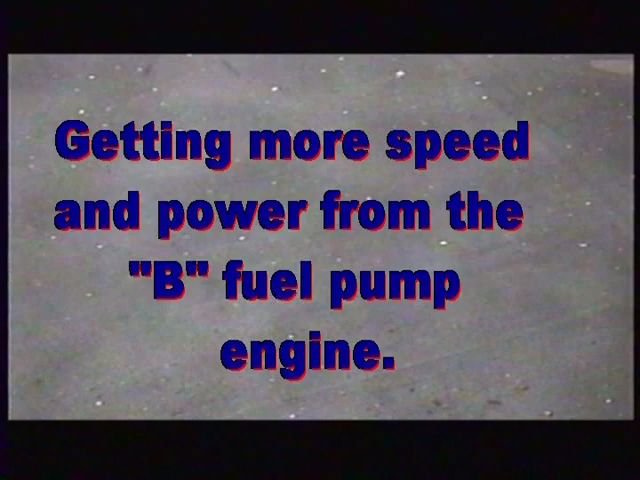 Getting more speed
and power from the
"B" fuel pump
engine.